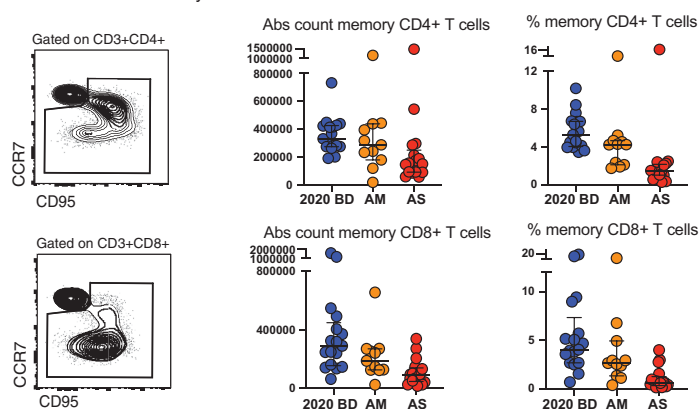 Gated on CD3+CD4+
CCR7
CD95
Abs count memory CD4+ T cells
1500000
1000000
800000
600000
400000
200000
0
2020 BD AM AS
% memory CD4+ T cells
16
12
8
4
0
2020 BD AM AS
Gated on CD3+CD8+
CCR7
CD95
Abs count memory CD8+ T cells
2000000
1000000
800000
400000
0
2020 BD AM AS
% memory CD8+ T cells
20
10
5
0
2020 BD AM AS